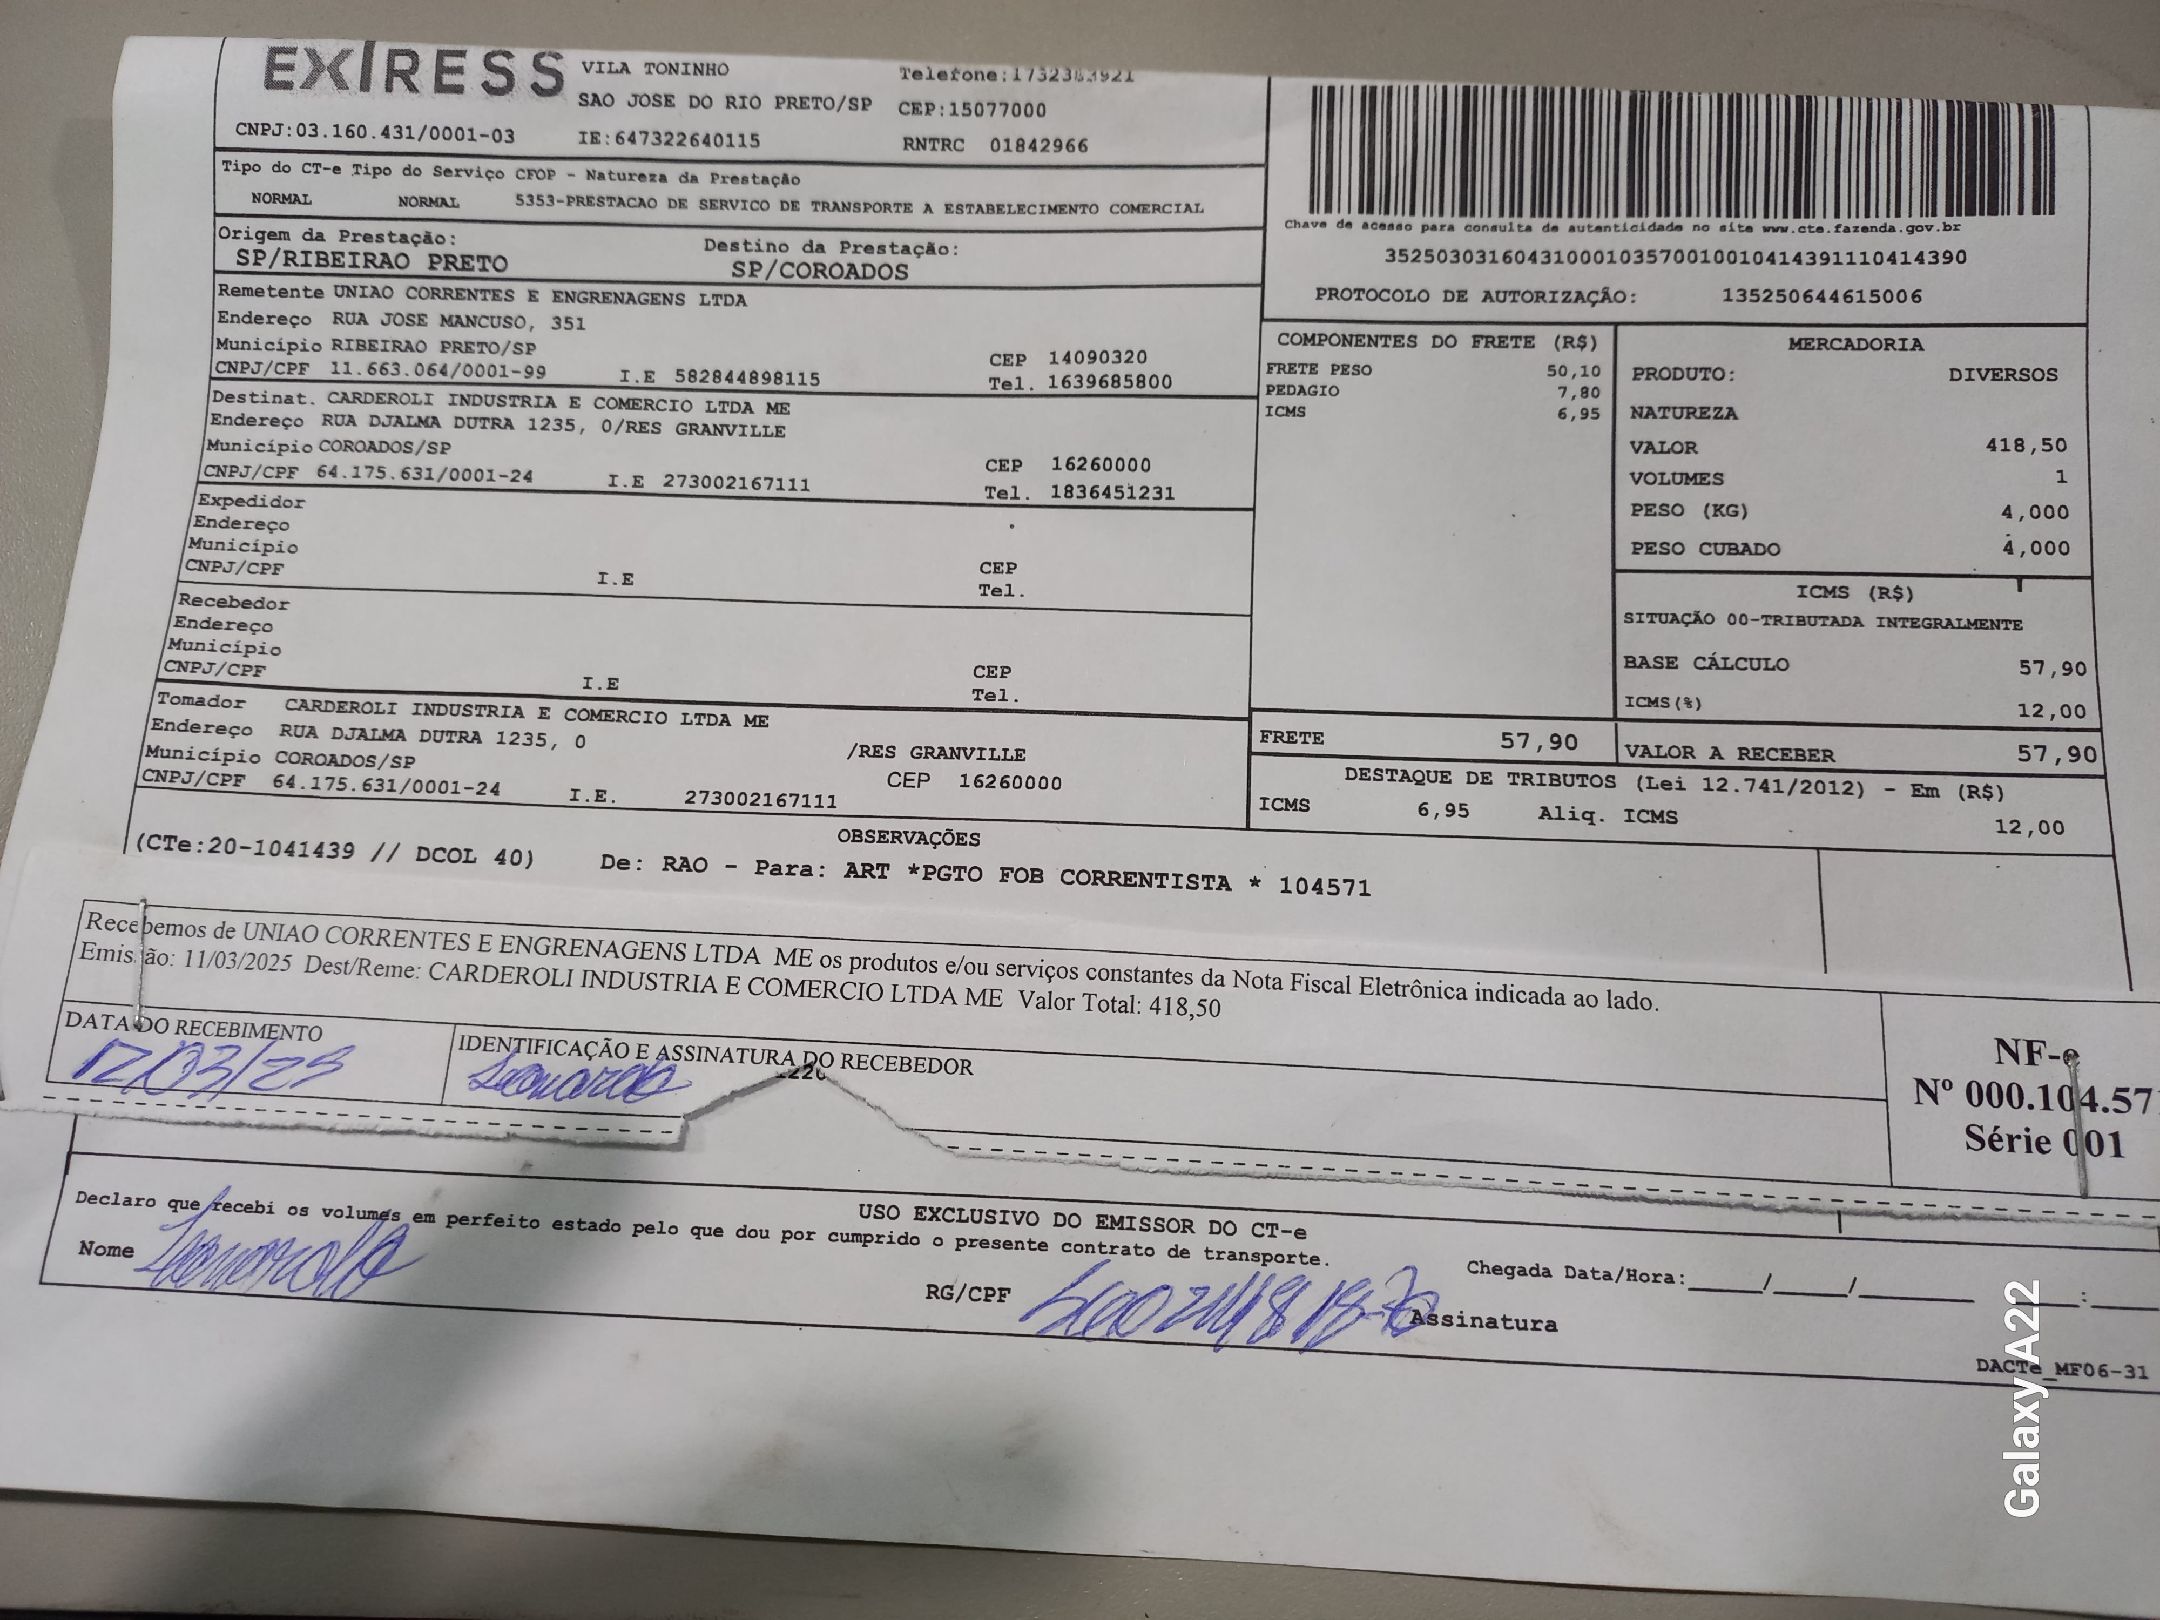 EXPRESS
VILA TONINHO
SAO JOSE DO RIO PRETO/SP CEP:15077000
CNPJ:03.160.431/0001-03 IE:647322640115 RNTRC 01842966
Tipo do CT-e Tipo do Serviço CFOP - Natureza da Prestação
NORMAL NORMAL 5353-PRESTACAO DE SERVICO DE TRANSPORTE A ESTABELECIMENTO COMERCIAL
Origem da Prestação: Destino da Prestação:
SP/RIBEIRAO PRETO SP/COROADOS
Remetente UNIAO CORRENTES E ENGRENAGENS LTDA
Endereço RUA JOSE MANCUSO, 351
Município RIBEIRAO PRETO/SP CEP 14090320
CNPJ/CPF 11.663.064/0001-99 I.E 582844898115 Tel. 1639685800
Destinat. CARDEROLI INDUSTRIA E COMERCIO LTDA ME
Endereço RUA DJALMA DUTRA 1235, 0/RES GRANVILLE
Município COROADOS/SP CEP 16260000
CNPJ/CPF 64.175.631/0001-24 I.E 273002167111 Tel. 1836451231
Expedidor
Endereço
Município CEP
CNPJ/CPF I.E Tel.
Recebedor
Endereço
Município CEP
CNPJ/CPF I.E Tel.
Tomador CARDEROLI INDUSTRIA E COMERCIO LTDA ME
Endereço RUA DJALMA DUTRA 1235, 0 /RES GRANVILLE
Município COROADOS/SP CEP 16260000
CNPJ/CPF 64.175.631/0001-24 I.E. 273002167111
Chave de acesso para consulta de autenticidade no site www.cte.fazenda.gov.br
35250303160431000103570010010414391110414390
PROTOCOLO DE AUTORIZAÇÃO: 135250644615006
COMPONENTES DO FRETE (R$)
FRETE PESO 50,10
PEDAGIO 7,80
ICMS 6,95
MERCADORIA
PRODUTO: DIVERSOS
NATUREZA
VALOR 418,50
VOLUMES 1
PESO (KG) 4,000
PESO CUBADO 4,000
ICMS (R$)
SITUAÇÃO 00-TRIBUTADA INTEGRALMENTE
BASE CÁLCULO 57,90
ICMS(%) 12,00
FRETE 57,90 VALOR A RECEBER 57,90
DESTAQUE DE TRIBUTOS (Lei 12.741/2012) - Em (R$)
ICMS 6,95 Aliq. ICMS 12,00
OBSERVAÇÕES
(CTe:20-1041439 // DCOL 40) De: RAO - Para: ART *PGTO FOB CORRENTISTA * 104571
Recebemos de UNIAO CORRENTES E ENGRENAGENS LTDA ME os produtos e/ou serviços constantes da Nota Fiscal Eletrônica indicada ao lado.
Emissão: 11/03/2025 Dest/Reme: CARDEROLI INDUSTRIA E COMERCIO LTDA ME Valor Total: 418,50
DATA DO RECEBIMENTO IDENTIFICAÇÃO E ASSINATURA DO RECEBEDOR
12/03/25 Leonardo
NF-e
Nº 000.104.57
Série 001
USO EXCLUSIVO DO EMISSOR DO CT-e
Declaro que recebi os volumes em perfeito estado pelo que dou por cumprido o presente contrato de transporte.
Nome Leonardo RG/CPF Assinatura
Chegada Data/Hora:_____/_____/_________ ____:____
DACTe_MF06-31
Galaxy A22